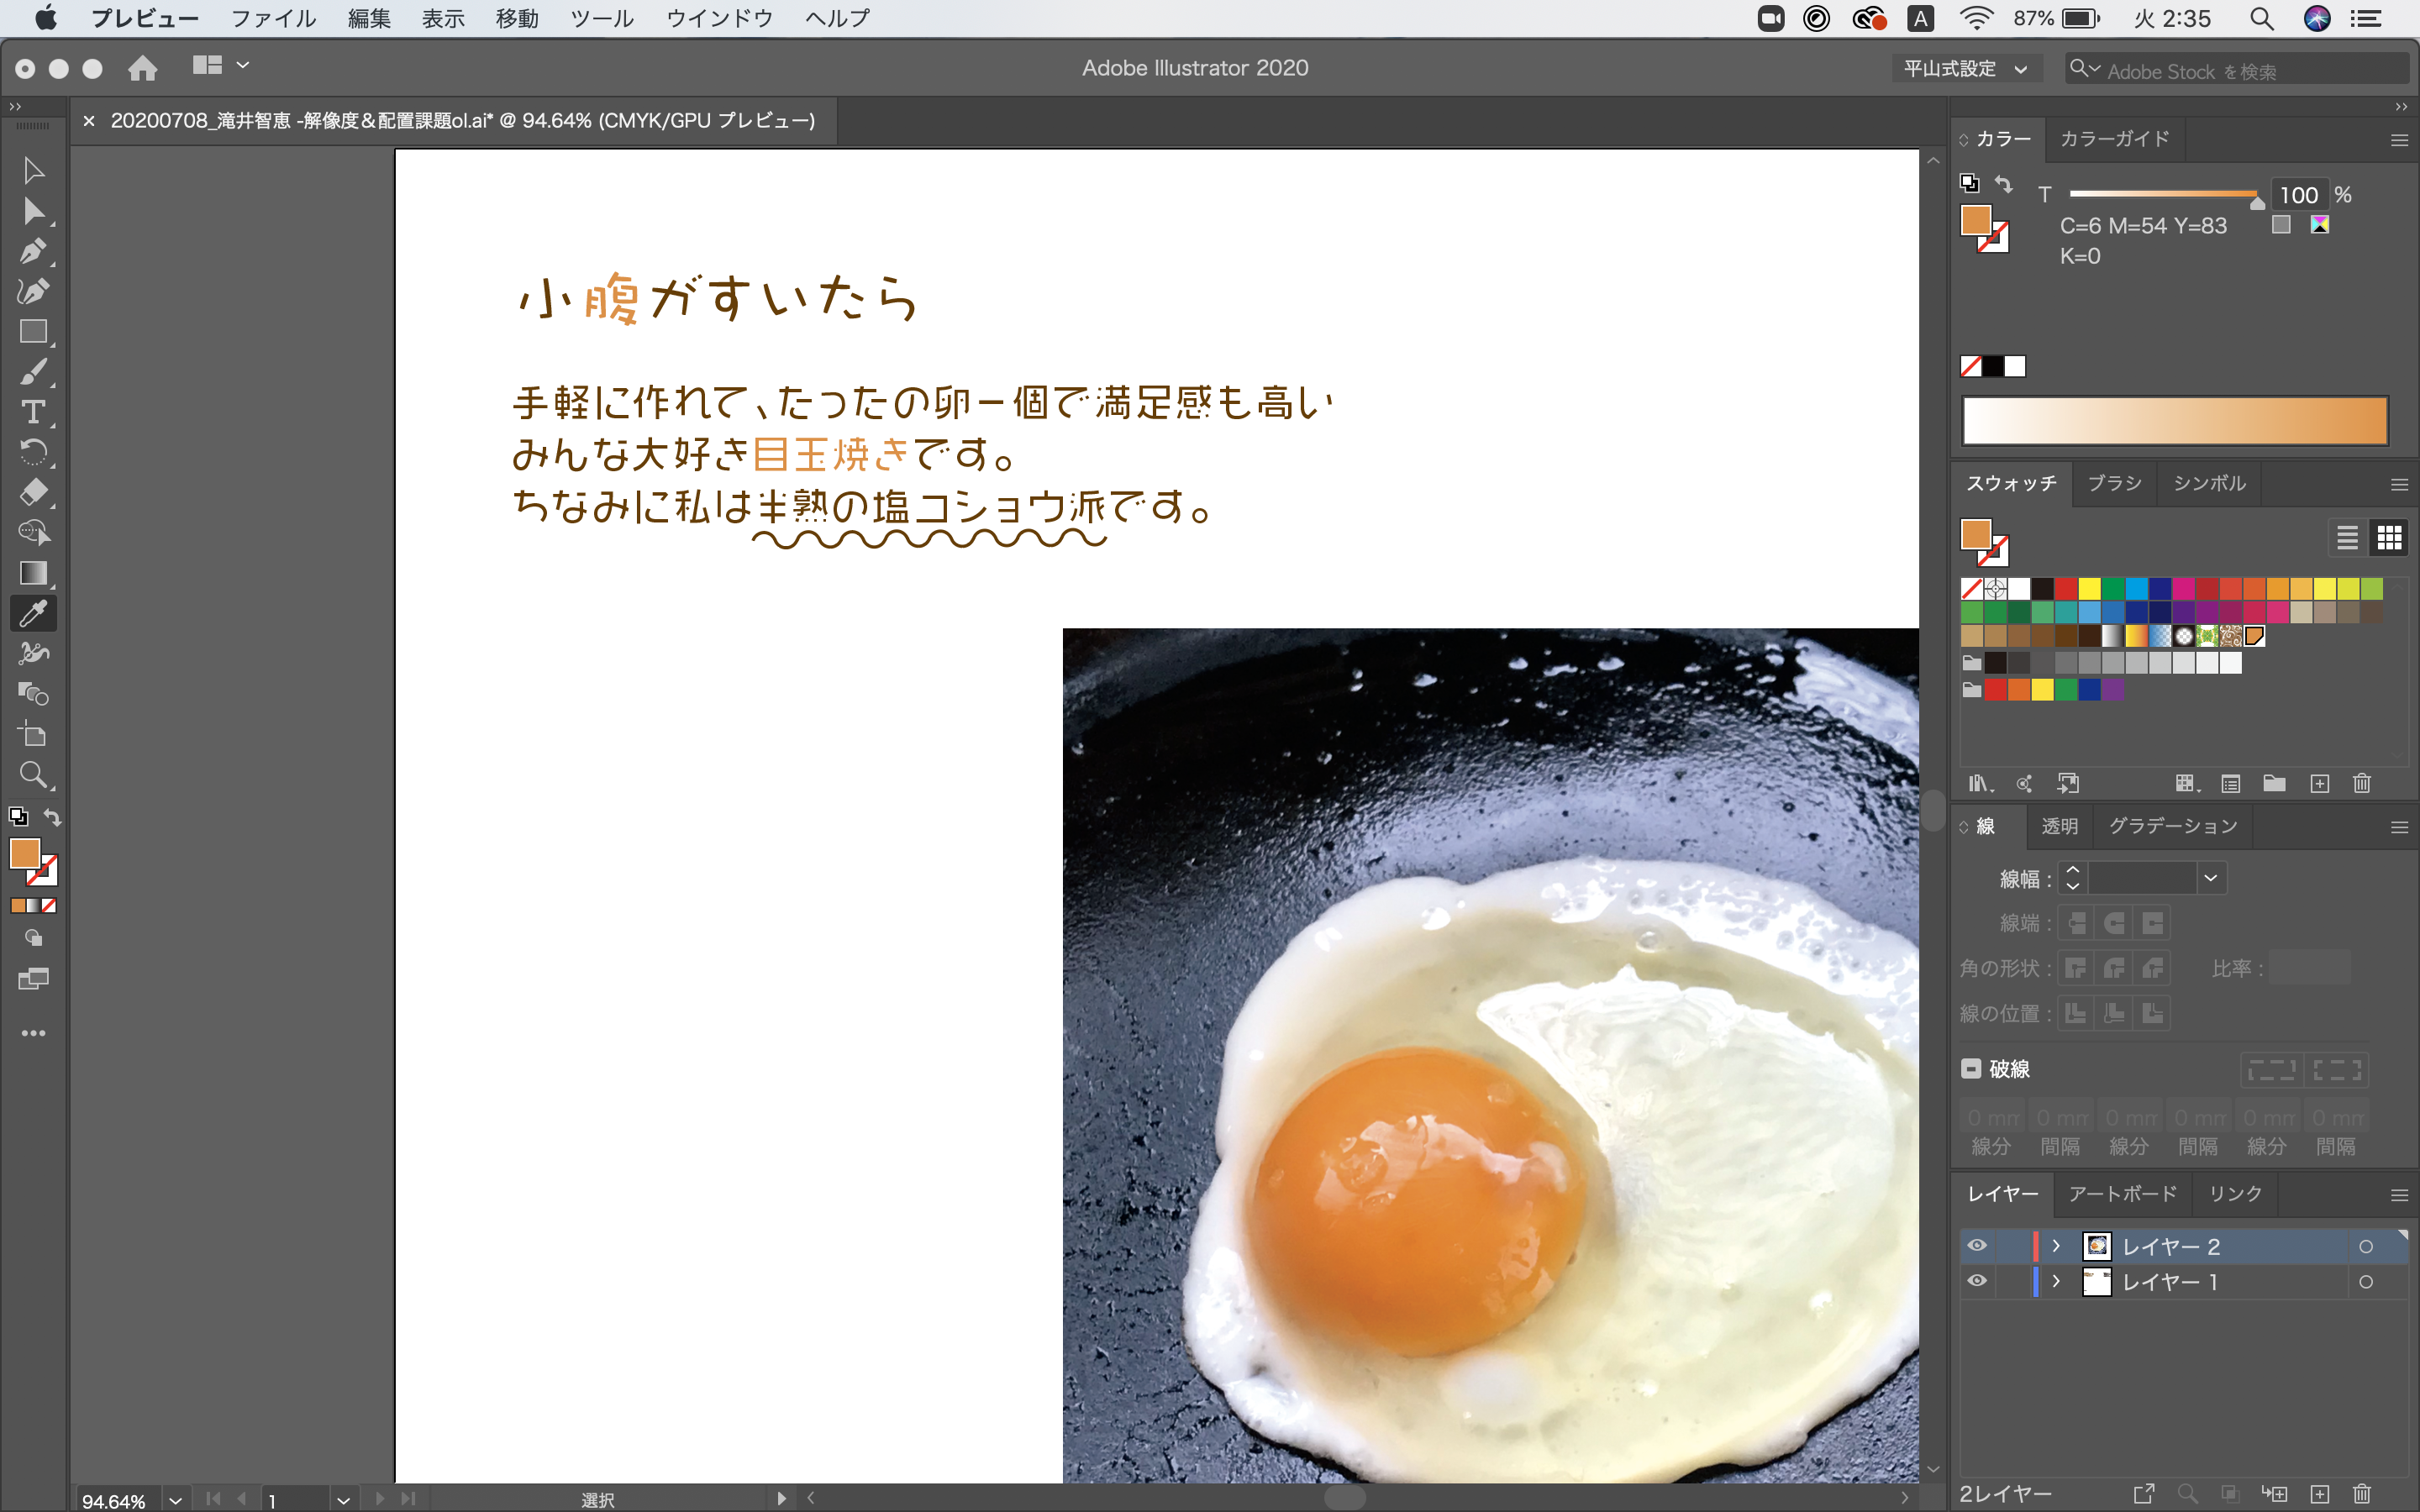 プレビュー ファイル 編集 表示 移動 ツール ウインドウ ヘルプ A 87% 火 2:35
Adobe Illustrator 2020
平山式設定
Adobe Stock を検索
× 20200708_滝井智恵 -解像度＆配置課題ol.ai* @ 94.64% (CMYK/GPU プレビュー)
小腹がすいたら
手軽に作れて、たったの卵一個で満足感も高い
みんな大好き目玉焼きです。
ちなみに私は半熟の塩コショウ派です。
カラー カラーガイド
T 100 %
C=6 M=54 Y=83
K=0
スウォッチ ブラシ シンボル
線 透明 グラデーション
線幅：
線端：
角の形状： 比率：
線の位置：
破線
0 mm 0 mm 0 mm 0 mm 0 mm 0 mm
線分 間隔 線分 間隔 線分 間隔
レイヤー アートボード リンク
レイヤー 2
レイヤー 1
2レイヤー
94.64% 1 選択